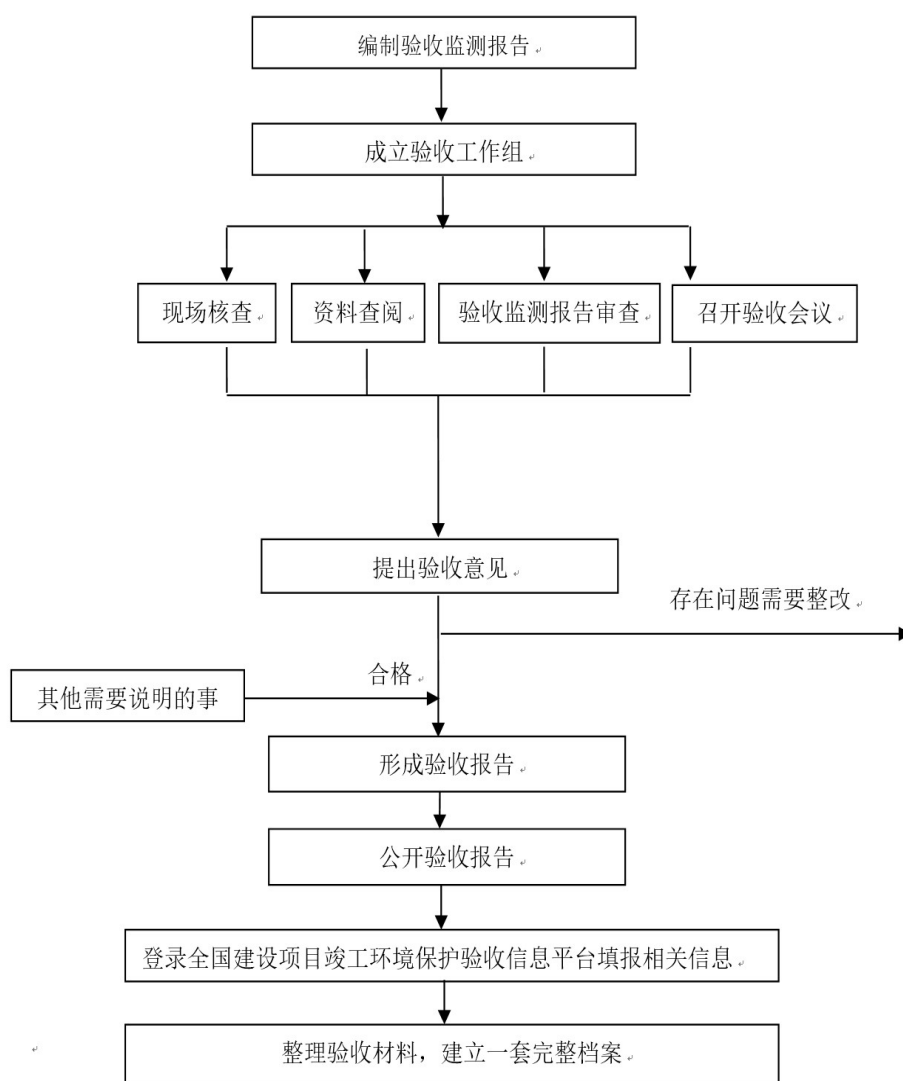 编制验收监测报告
成立验收工作组
现场核查
资料查阅
验收监测报告审查
召开验收会议
提出验收意见
存在问题需要整改
合格
其他需要说明的事
形成验收报告
公开验收报告
登录全国建设项目竣工环境保护验收信息平台填报相关信息
整理验收材料，建立一套完整档案